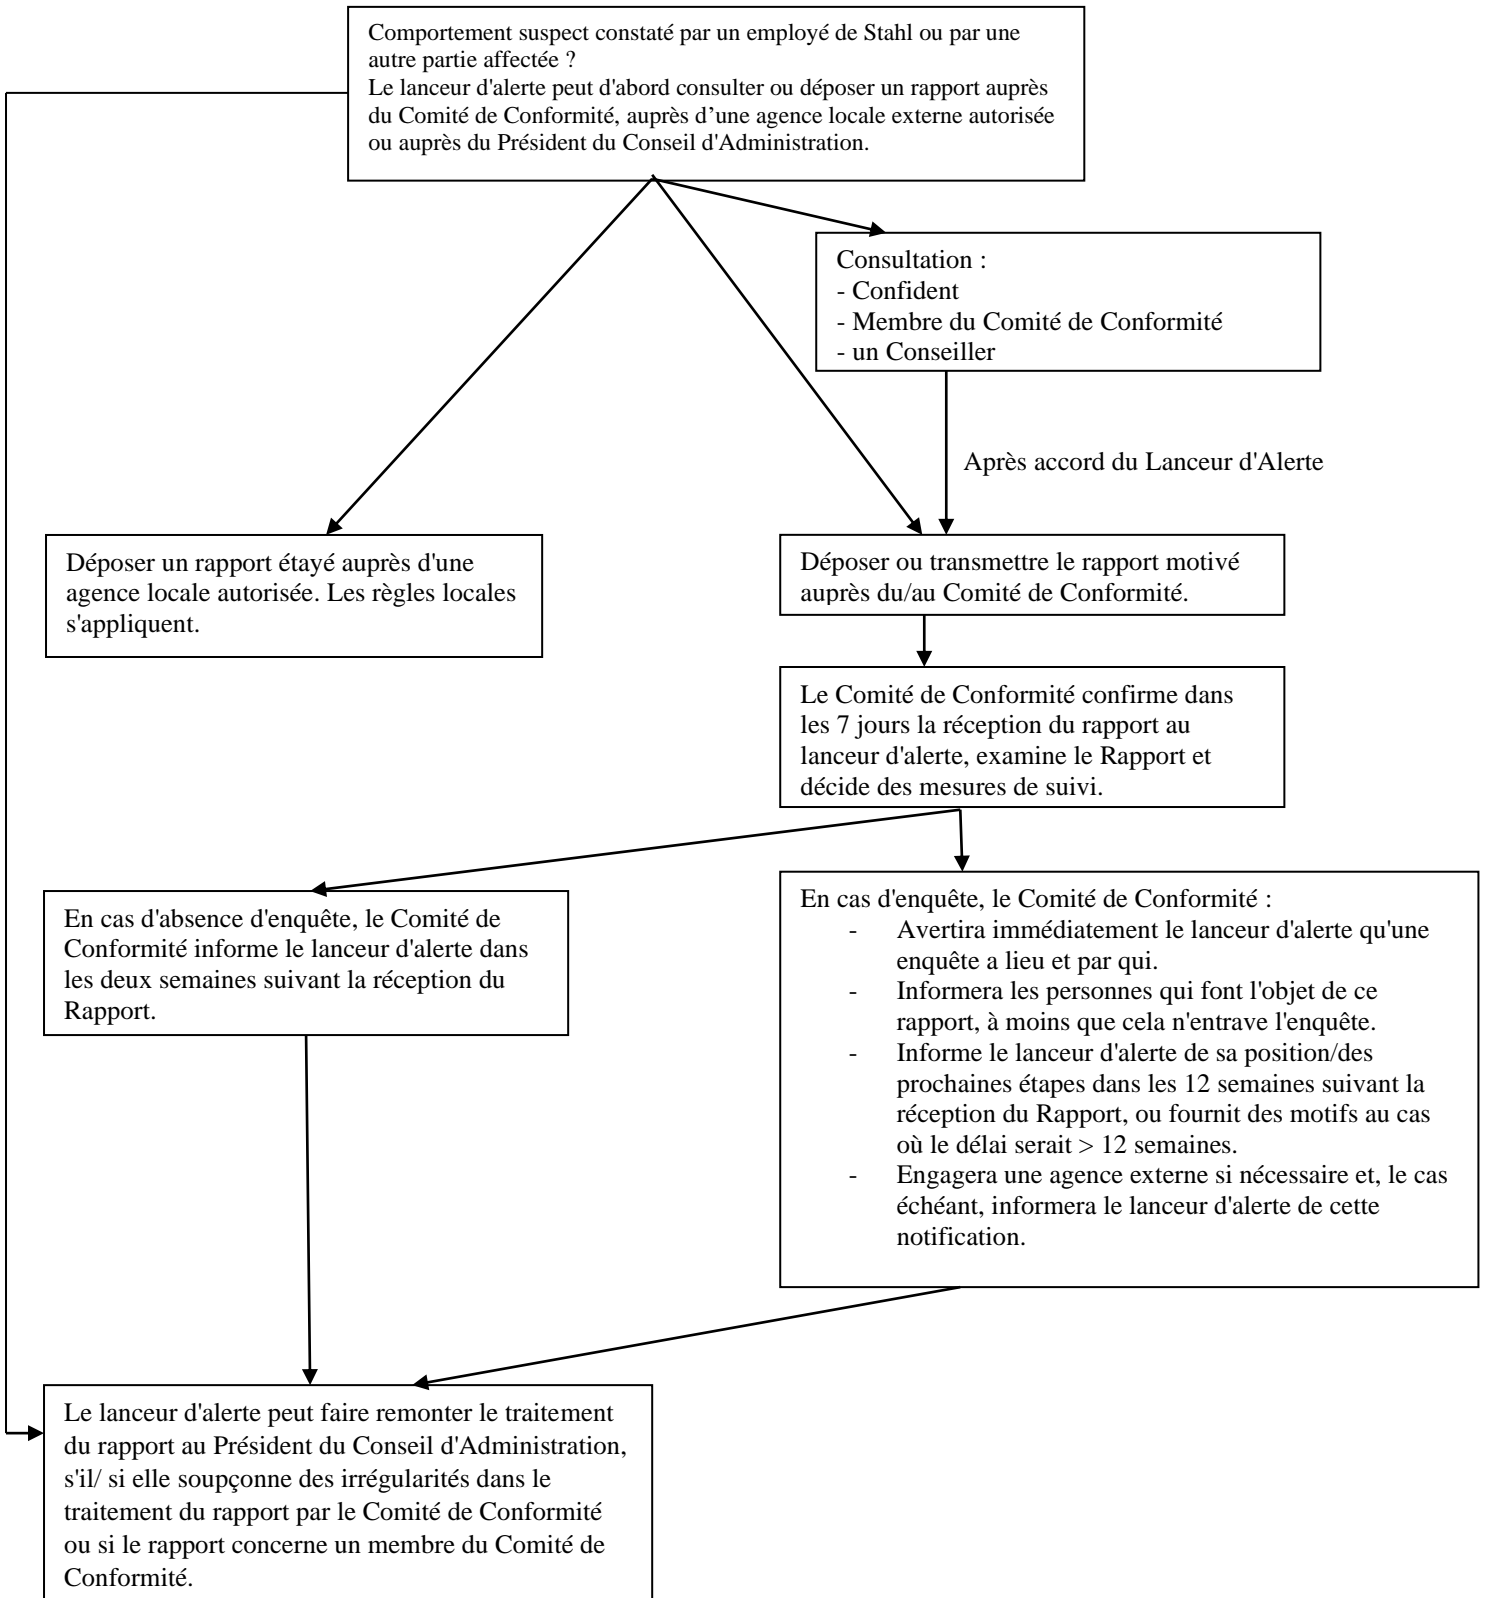 Comportement suspect constaté par un employé de Stahl ou par une
autre partie affectée ?
Le lanceur d'alerte peut d'abord consulter ou déposer un rapport auprès
du Comité de Conformité, auprès d’une agence locale externe autorisée
ou auprès du Président du Conseil d'Administration.
Consultation :
- Confident
- Membre du Comité de Conformité
- un Conseiller
Après accord du Lanceur d'Alerte
Déposer un rapport étayé auprès d'une
agence locale autorisée. Les règles locales
s'appliquent.
Déposer ou transmettre le rapport motivé
auprès du/au Comité de Conformité.
Le Comité de Conformité confirme dans
les 7 jours la réception du rapport au
lanceur d'alerte, examine le Rapport et
décide des mesures de suivi.
En cas d'absence d'enquête, le Comité de
Conformité informe le lanceur d'alerte dans
les deux semaines suivant la réception du
Rapport.
En cas d'enquête, le Comité de Conformité :
- Avertira immédiatement le lanceur d'alerte qu'une
enquête a lieu et par qui.
- Informera les personnes qui font l'objet de ce
rapport, à moins que cela n'entrave l'enquête.
- Informe le lanceur d'alerte de sa position/des
prochaines étapes dans les 12 semaines suivant la
réception du Rapport, ou fournit des motifs au cas
où le délai serait > 12 semaines.
- Engagera une agence externe si nécessaire et, le cas
échéant, informera le lanceur d'alerte de cette
notification.
Le lanceur d'alerte peut faire remonter le traitement
du rapport au Président du Conseil d'Administration,
s'il/ si elle soupçonne des irrégularités dans le
traitement du rapport par le Comité de Conformité
ou si le rapport concerne un membre du Comité de
Conformité.